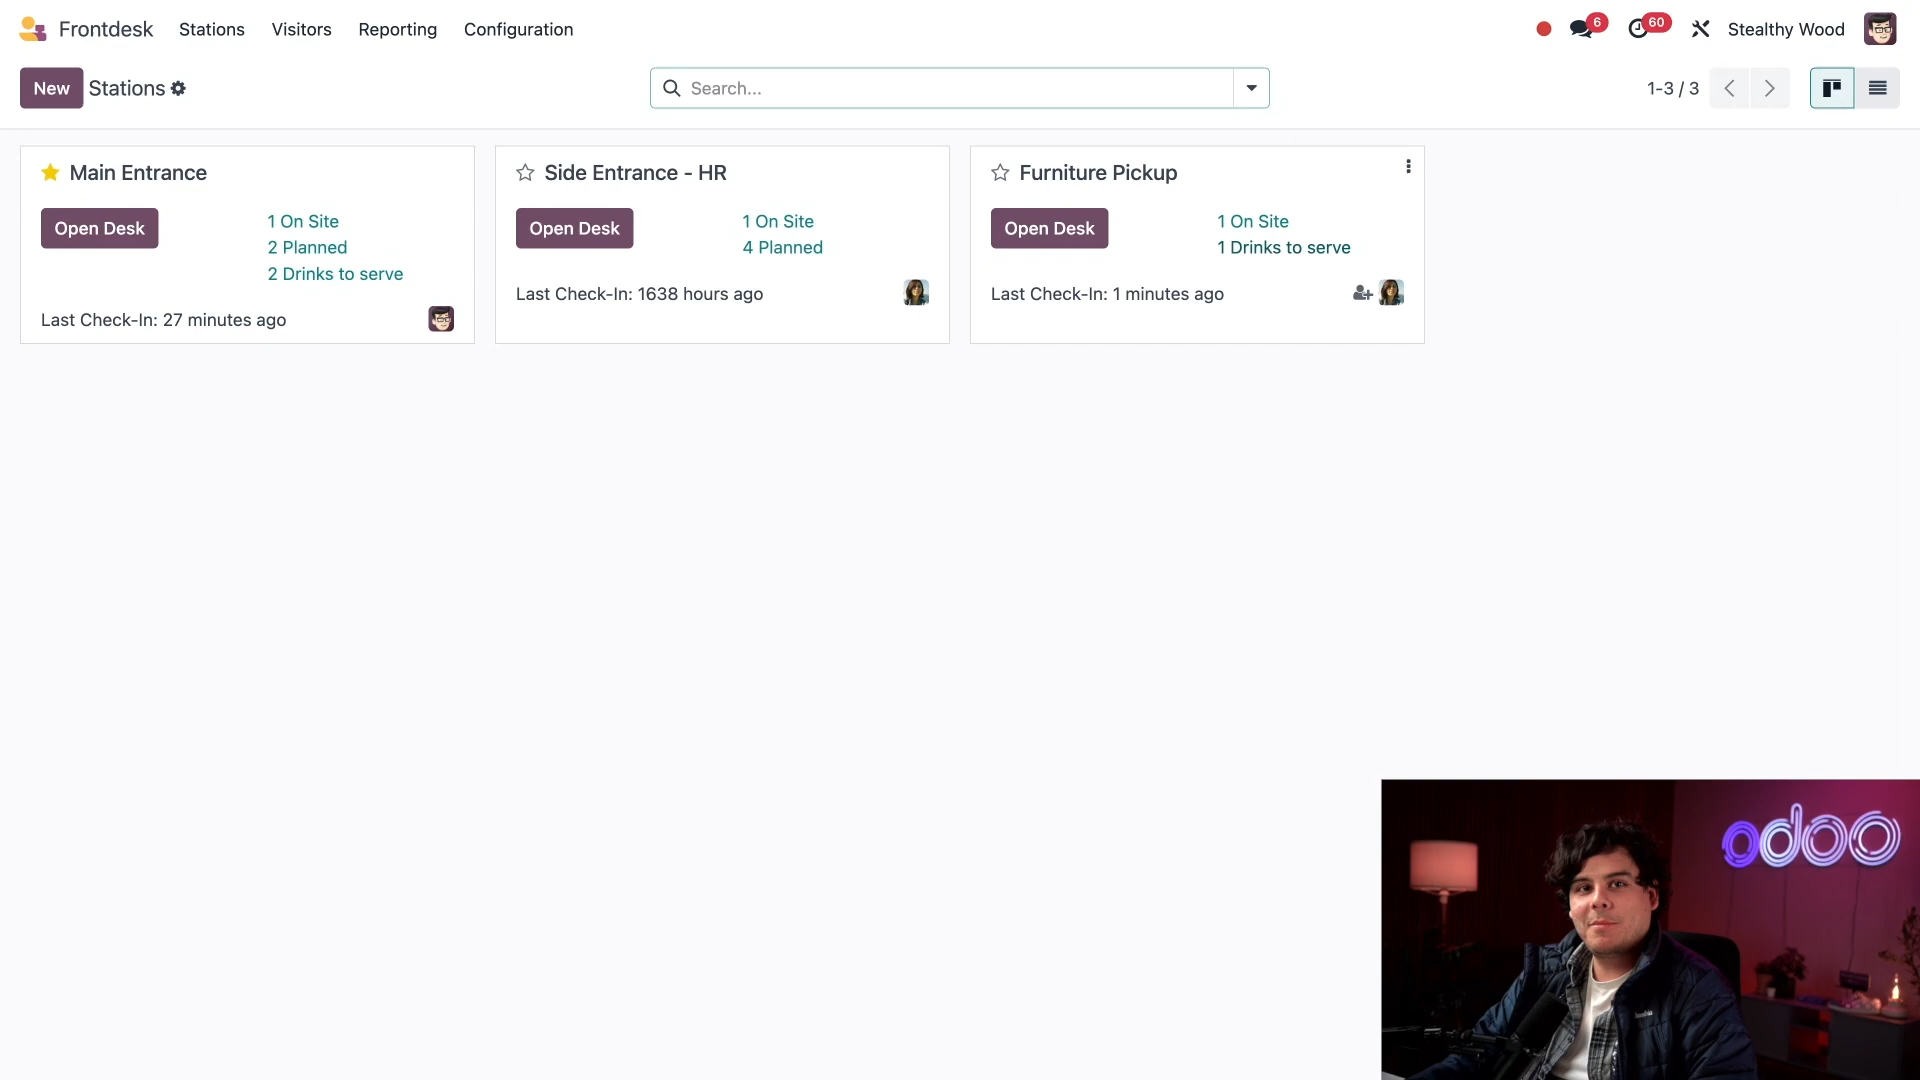 Frontdesk Stations Visitors Reporting Configuration 6 60 Stealthy Wood
New Stations Search... 1-3 / 3
Main Entrance
Open Desk
1 On Site
2 Planned
2 Drinks to serve
Last Check-In: 27 minutes ago
Side Entrance - HR
Open Desk
1 On Site
4 Planned
Last Check-In: 1638 hours ago
Furniture Pickup
Open Desk
1 On Site
1 Drinks to serve
Last Check-In: 1 minutes ago
odoo